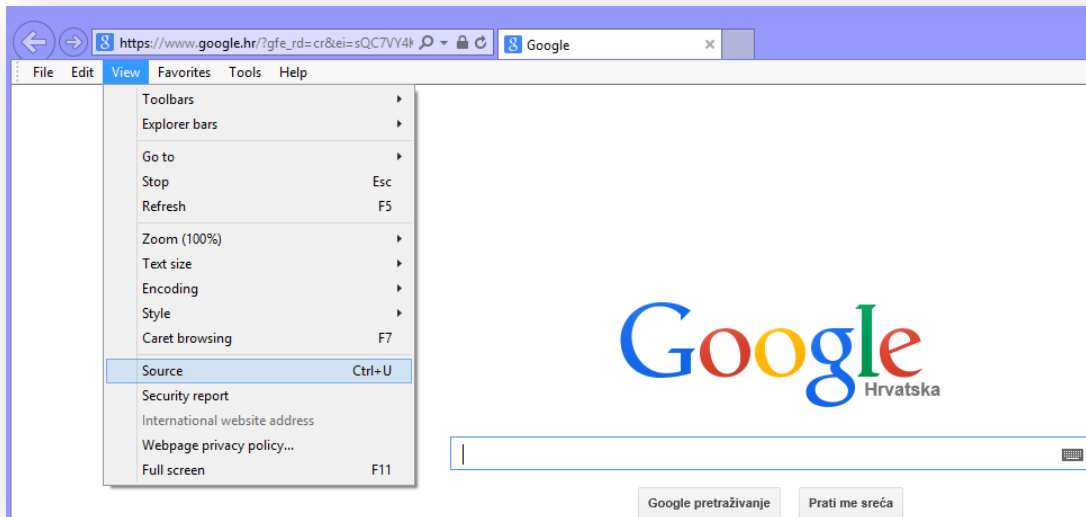 https://www.google.hr/?gfe_rd=cr&ei=sQC7VY4
Google
File Edit View Favorites Tools Help
Toolbars
Explorer bars
Go to
Stop Esc
Refresh F5
Zoom (100%)
Text size
Encoding
Style
Caret browsing F7
Source Ctrl+U
Security report
International website address
Webpage privacy policy...
Full screen F11
Google
Hrvatska
Google pretraživanje Prati me sreća